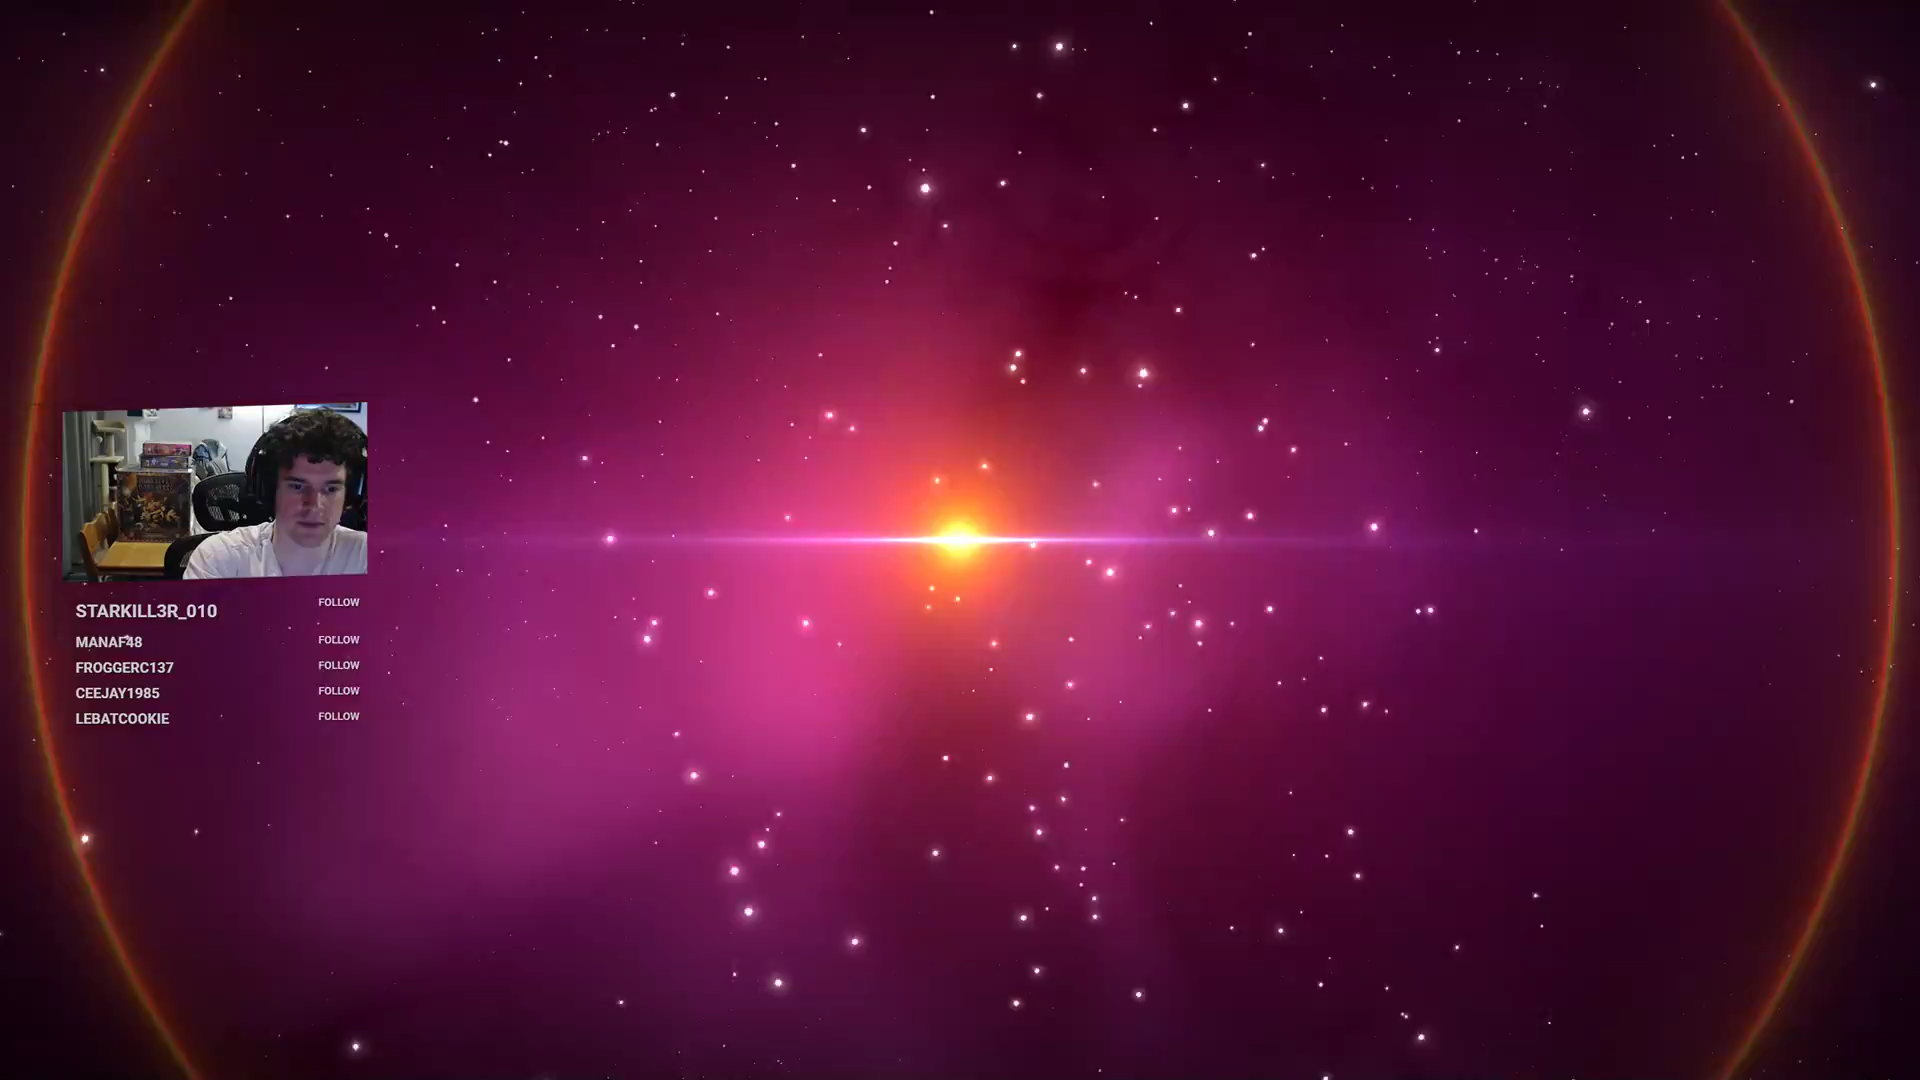 STARKILL3R_010 FOLLOW
MANAF48 FOLLOW
FROGGERC137 FOLLOW
CEEJAY1985 FOLLOW
LEBATCOOKIE FOLLOW